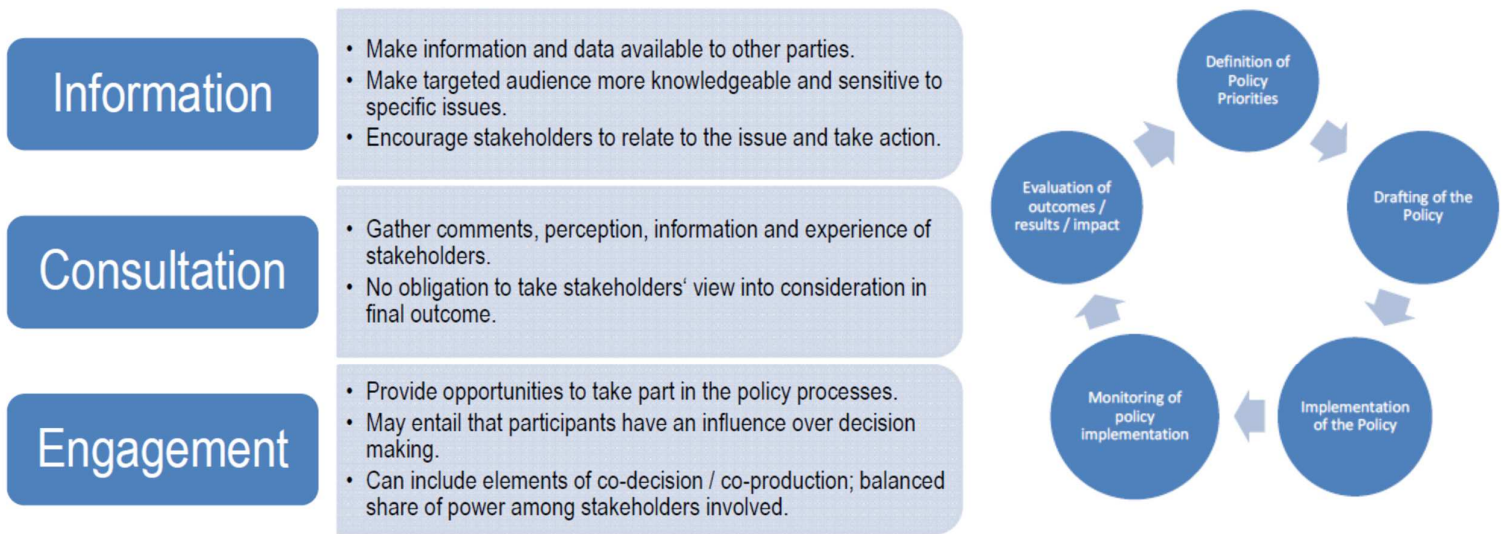 Information
• Make information and data available to other parties.
• Make targeted audience more knowledgeable and sensitive to
specific issues.
• Encourage stakeholders to relate to the issue and take action.
Consultation
• Gather comments, perception, information and experience of
stakeholders.
• No obligation to take stakeholders‘ view into consideration in
final outcome.
Engagement
• Provide opportunities to take part in the policy processes.
• May entail that participants have an influence over decision
making.
• Can include elements of co-decision / co-production; balanced
share of power among stakeholders involved.
Definition of
Policy
Priorities
Drafting of the
Policy
Implementation
of the Policy
Monitoring of
policy
implementation
Evaluation of
outcomes /
results / impact